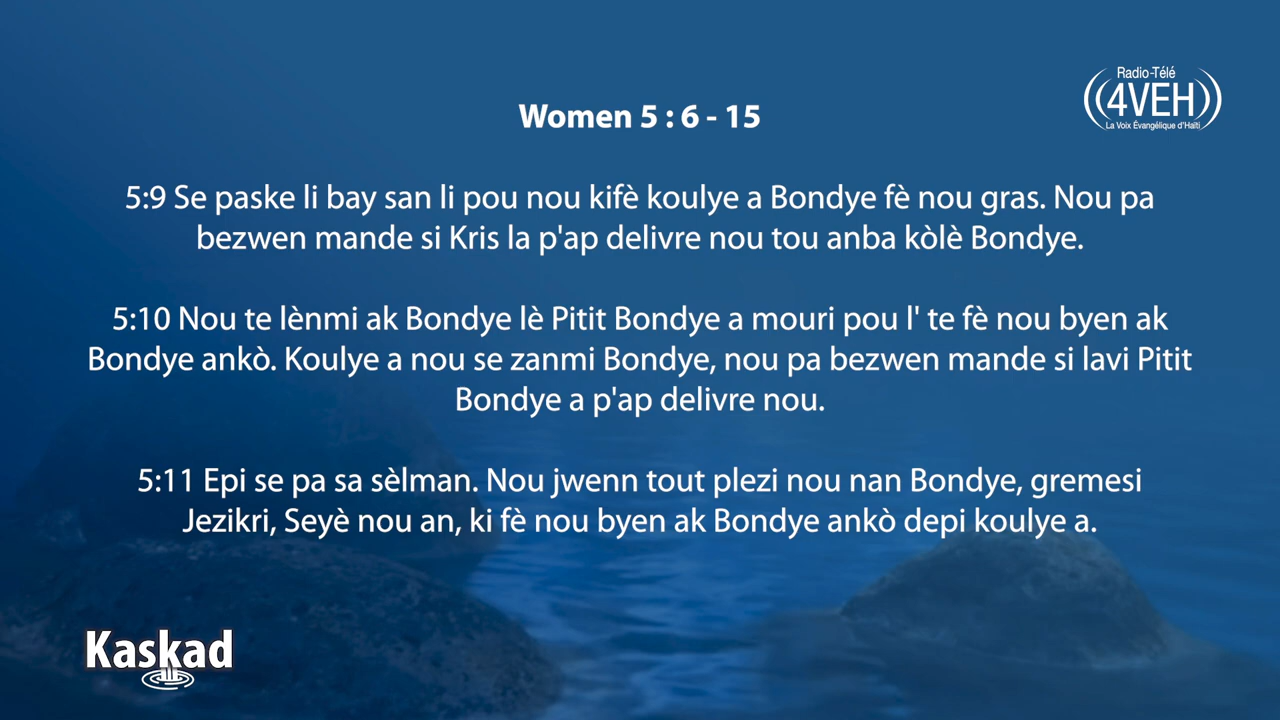 Radio-Télé
4VEH
La Voix Évangélique d'Haïti
Women 5 : 6 - 15
5:9 Se paske li bay san li pou nou kifè koulye a Bondye fè nou gras. Nou pa
bezwen mande si Kris la p'ap delivre nou tou anba kòlè Bondye.
5:10 Nou te lènmi ak Bondye lè Pitit Bondye a mouri pou l' te fè nou byen ak
Bondye ankò. Koulye a nou se zanmi Bondye, nou pa bezwen mande si lavi Pitit
Bondye a p'ap delivre nou.
5:11 Epi se pa sa sèlman. Nou jwenn tout plezi nou nan Bondye, gremesi
Jezikri, Seyè nou an, ki fè nou byen ak Bondye ankò depi koulye a.
Kaskad